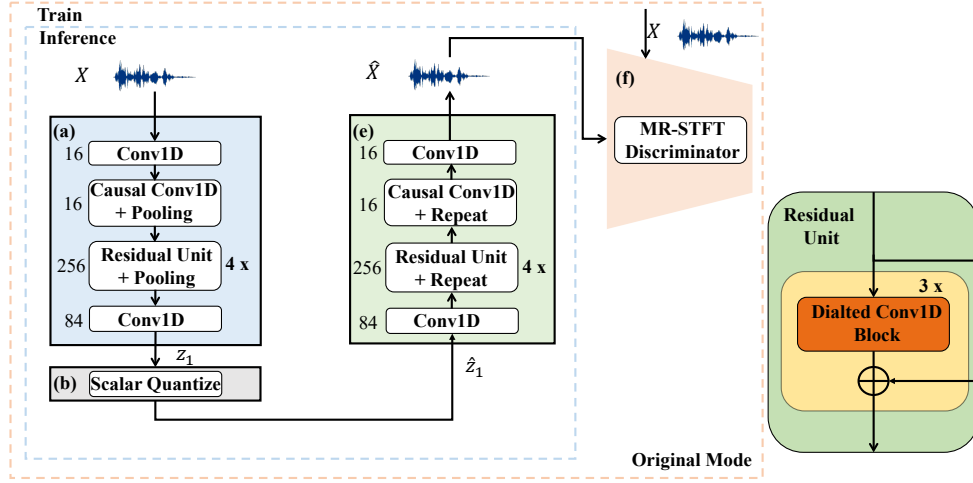 Train
Inference
X
(a)
16
Conv1D
16
Causal Conv1D
+ Pooling
256
Residual Unit
+ Pooling
4 x
84
Conv1D
z₁
(b)
Scalar Quantize
X̂
(e)
16
Conv1D
16
Causal Conv1D
+ Repeat
256
Residual Unit
+ Repeat
4 x
84
Conv1D
ẑ₁
X
(f)
MR-STFT
Discriminator
Original Mode
Residual
Unit
3 x
Dialted Conv1D
Block